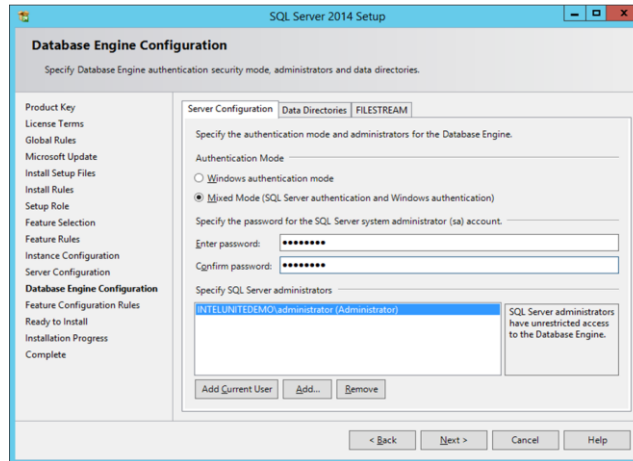 SQL Server 2014 Setup
Database Engine Configuration
Specify Database Engine authentication security mode, administrators and data directories.
Product Key
License Terms
Global Rules
Microsoft Update
Install Setup Files
Install Rules
Setup Role
Feature Selection
Feature Rules
Instance Configuration
Server Configuration
Database Engine Configuration
Feature Configuration Rules
Ready to Install
Installation Progress
Complete
Server Configuration Data Directories FILESTREAM
Specify the authentication mode and administrators for the Database Engine.
Authentication Mode
Windows authentication mode
Mixed Mode (SQL Server authentication and Windows authentication)
Specify the password for the SQL Server system administrator (sa) account.
Enter password: ●●●●●●●●
Confirm password: ●●●●●●●●
Specify SQL Server administrators
INTELUNITEDEMO\administrator (Administrator)
SQL Server administrators
have unrestricted access
to the Database Engine.
Add Current User Add... Remove
< Back Next > Cancel Help